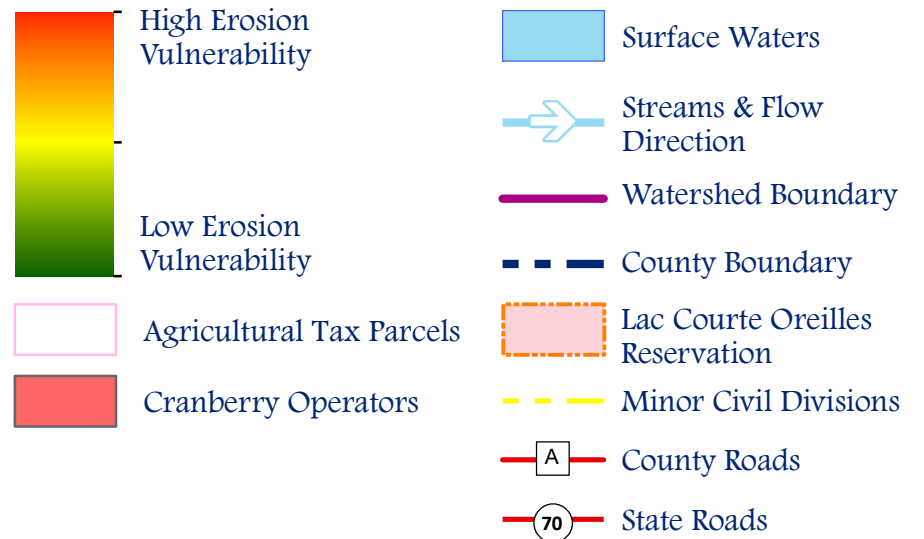 High Erosion
Vulnerability
Low Erosion
Vulnerability
Agricultural Tax Parcels
Cranberry Operators
Surface Waters
Streams & Flow
Direction
Watershed Boundary
County Boundary
Lac Courte Oreilles
Reservation
Minor Civil Divisions
A
County Roads
70
State Roads